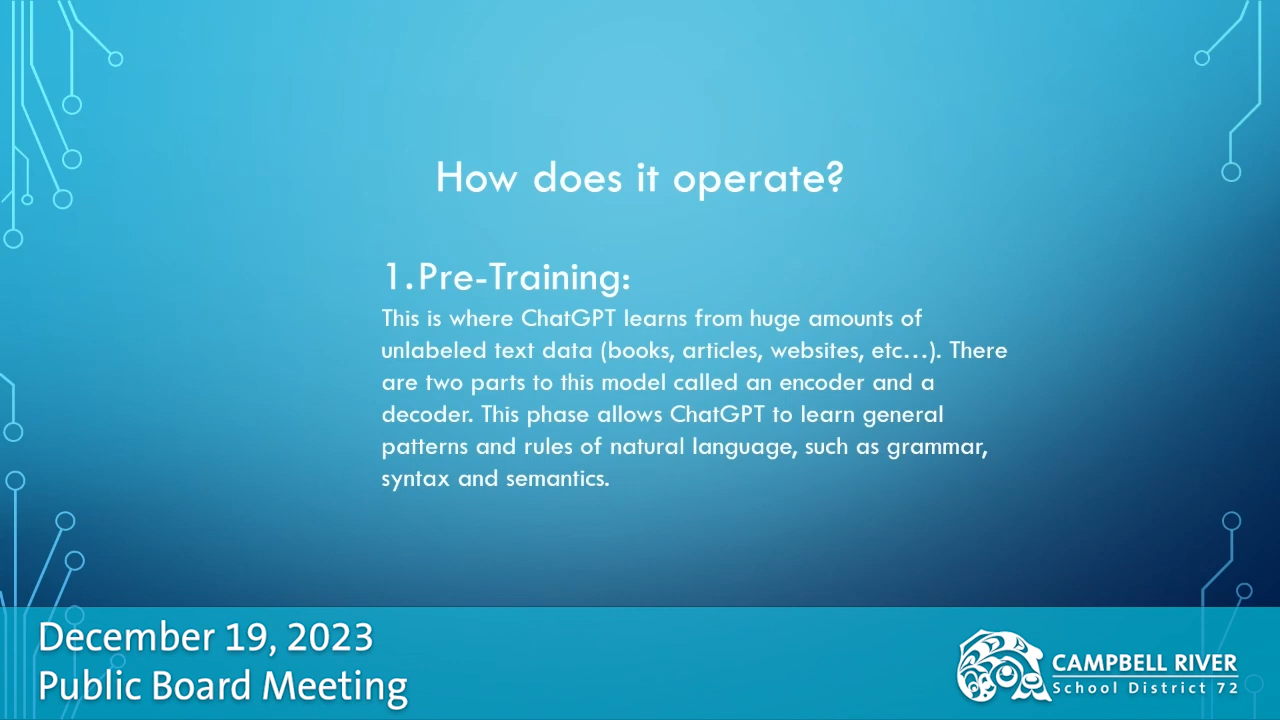 How does it operate?
1.Pre-Training:
This is where ChatGPT learns from huge amounts of
unlabeled text data (books, articles, websites, etc…). There
are two parts to this model called an encoder and a
decoder. This phase allows ChatGPT to learn general
patterns and rules of natural language, such as grammar,
syntax and semantics.
December 19, 2023
Public Board Meeting
CAMPBELL RIVER
School District 72